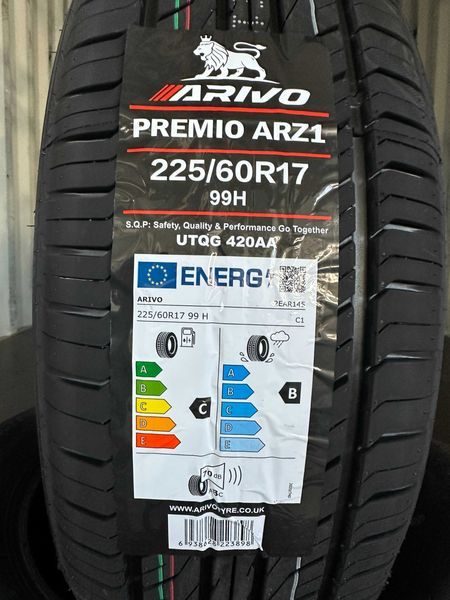 ARIVO
PREMIO ARZ1
225/60R17
99H
S.Q.P: Safety, Quality & Performance Go Together
UTQG 420AA
ENERG
ARIVO
2EAR145
225/60R17 99 H
C1
A
B
C
D
E
C
A
B
C
D
E
B
70 dB
WWW.ARIVOTYRE.CO.UK